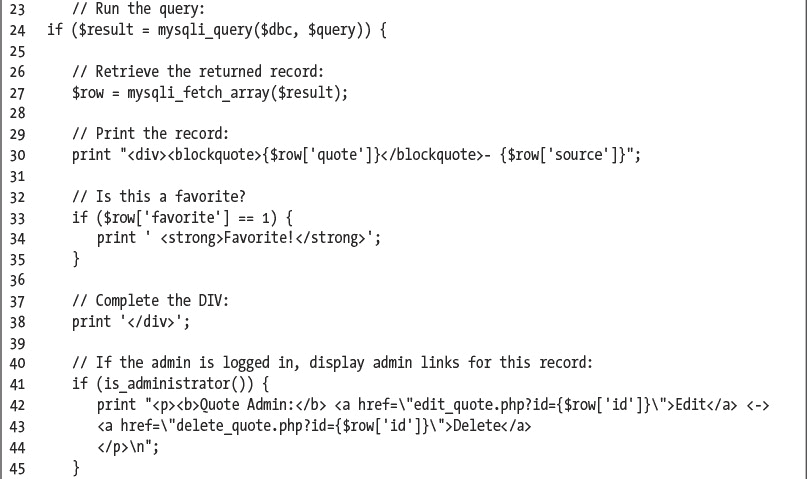 23 // Run the query:
24 if ($result = mysqli_query($dbc, $query)) {
25
26 // Retrieve the returned record:
27 $row = mysqli_fetch_array($result);
28
29 // Print the record:
30 print "<div><blockquote>{$row['quote']}</blockquote>- {$row['source']}";
31
32 // Is this a favorite?
33 if ($row['favorite'] == 1) {
34 print ' <strong>Favorite!</strong>';
35 }
36
37 // Complete the DIV:
38 print '</div>';
39
40 // If the admin is logged in, display admin links for this record:
41 if (is_administrator()) {
42 print "<p><b>Quote Admin:</b> <a href=\"edit_quote.php?id={$row['id']}\">Edit</a> <->
43 <a href=\"delete_quote.php?id={$row['id']}\">Delete</a>
44 </p>\n";
45 }